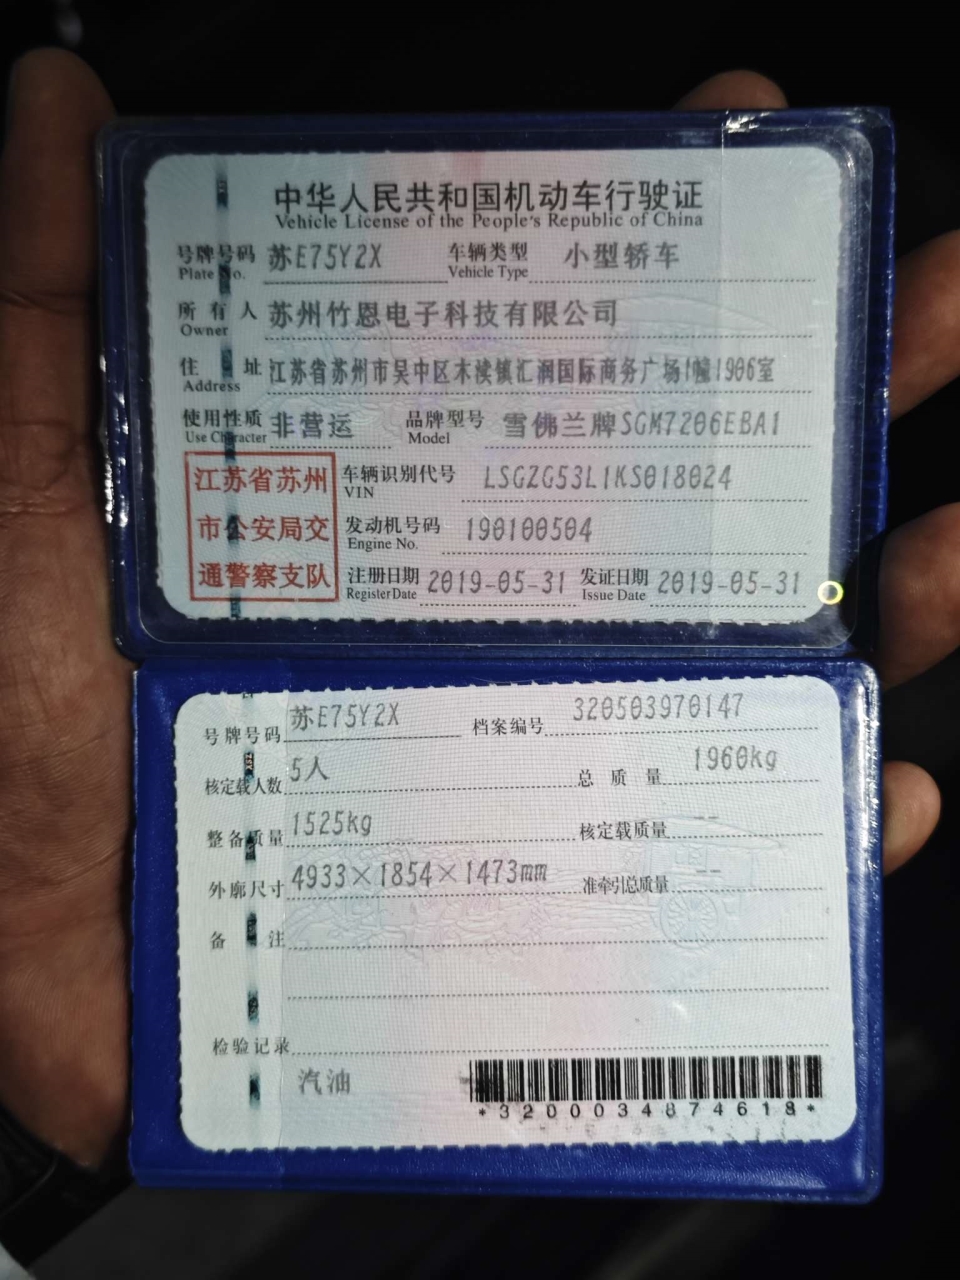 中华人民共和国机动车行驶证
Vehicle License of the People's Republic of China
号牌号码 苏E75Y2X 车辆类型 小型轿车
Plate No. Vehicle Type
所有人 苏州竹恩电子科技有限公司
Owner
住址 江苏省苏州市吴中区木渎镇汇润国际商务广场1幢1906室
Address
使用性质 非营运 品牌型号 雪佛兰牌SGM7206EBA1
Use Character Model
江苏省苏州 车辆识别代号 LSGZG53L1KS018024
VIN
市公安局交 发动机号码 190100504
Engine No.
通警察支队 注册日期 2019-05-31 发证日期 2019-05-31
Register Date Issue Date
号牌号码 苏E75Y2X 档案编号 320503970147
核定载人数 5人 总质量 1960kg
整备质量 1525kg 核定载质量 --
外廓尺寸 4933×1854×1473mm 准牵引总质量 --
备注
检验记录
汽油
*3200034874618*